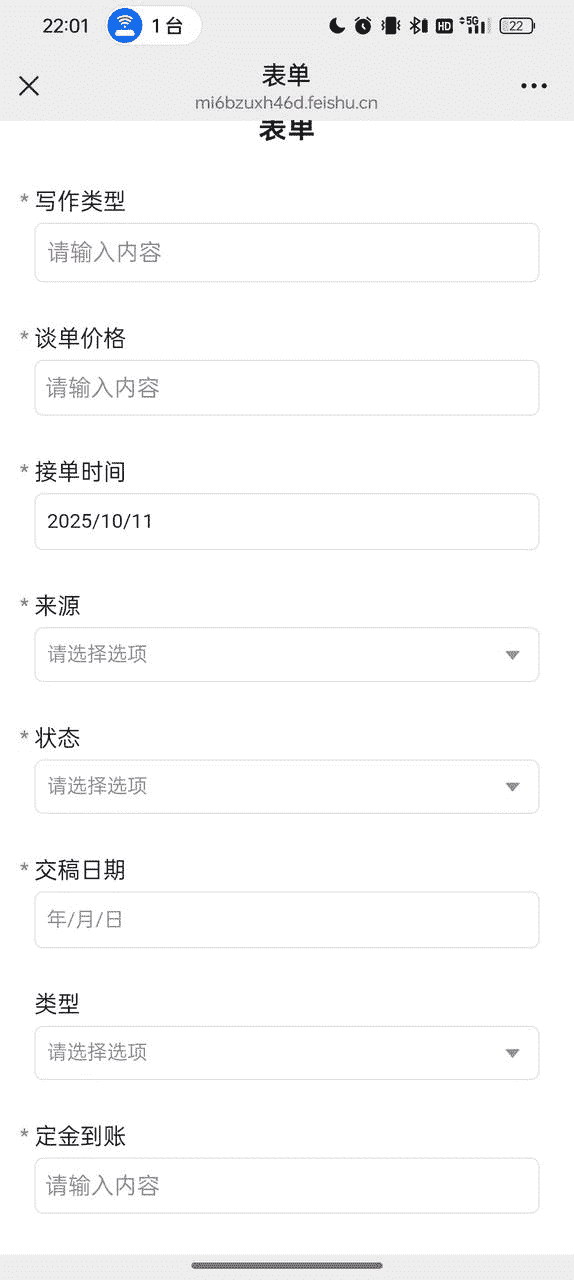 22:01 1 台 HD 5G 22
表单
mi6bzuxh46d.feishu.cn
表单
* 写作类型
请输入内容
* 谈单价格
请输入内容
* 接单时间
2025/10/11
* 来源
请选择选项
* 状态
请选择选项
* 交稿日期
年/月/日
类型
请选择选项
* 定金到账
请输入内容